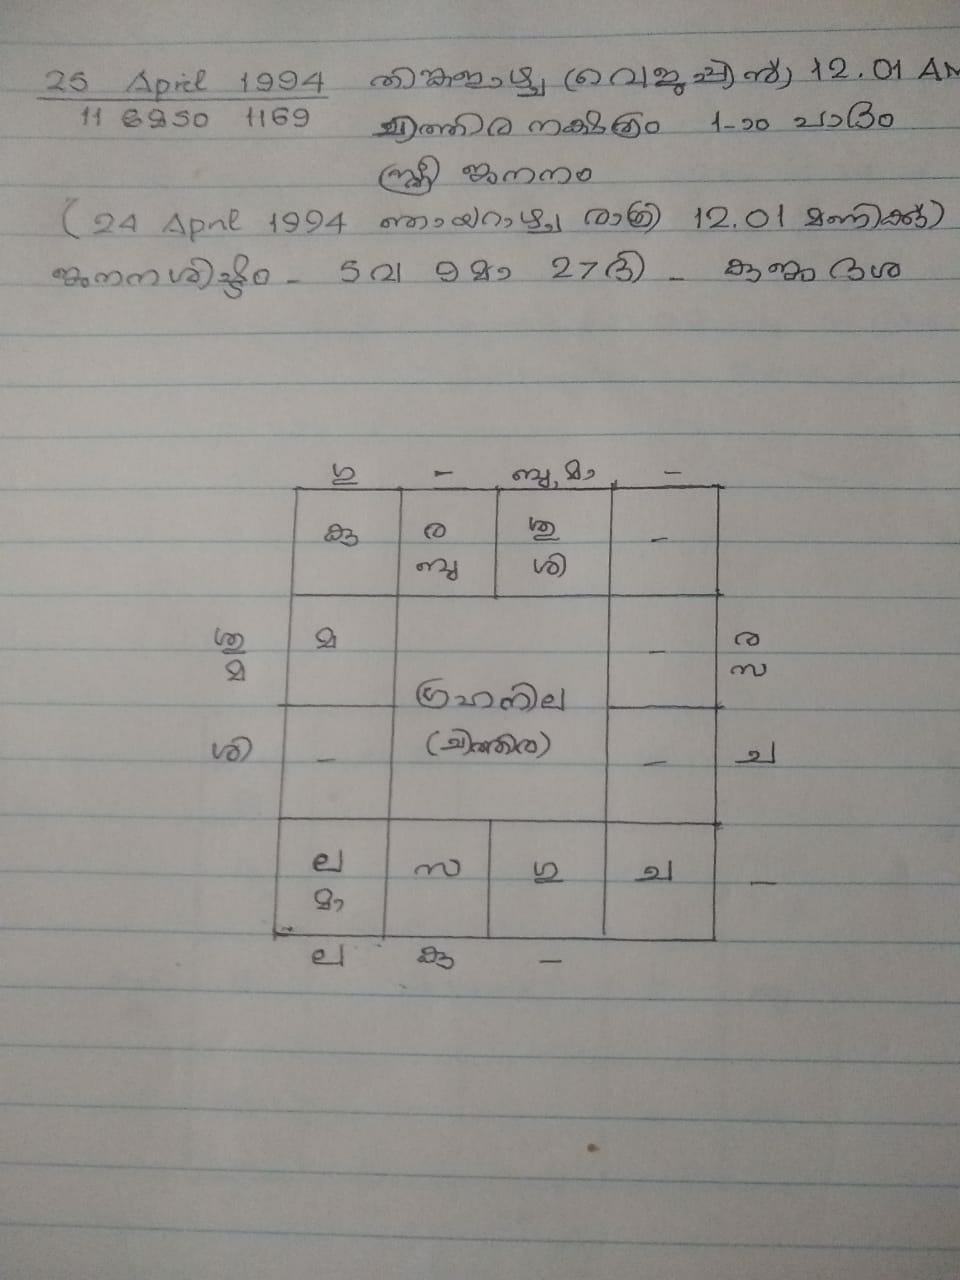 25 April 1994 തിങ്കളാഴ്ച (വെളുപ്പിന്) 12.01 AM
11 മേടം 1169 ചിത്തിര നക്ഷത്രം 1-ാം പാദം
സ്ത്രീ ജനനം
(24 April 1994 ഞായറാഴ്ച രാത്രി 12.01 മണിക്ക്)
ജനനശിഷ്ടം - 5വ 9മാ 27ദി - കുജദശ
ഗു - ബു, മാ -
കു ര ശു -
ബു ശി
ശു മ - ര
മ സ
ഗ്രഹനില
ശി - (ചിത്തിര) - ച
ല സ ഗു ച -
മാ
ല കു -